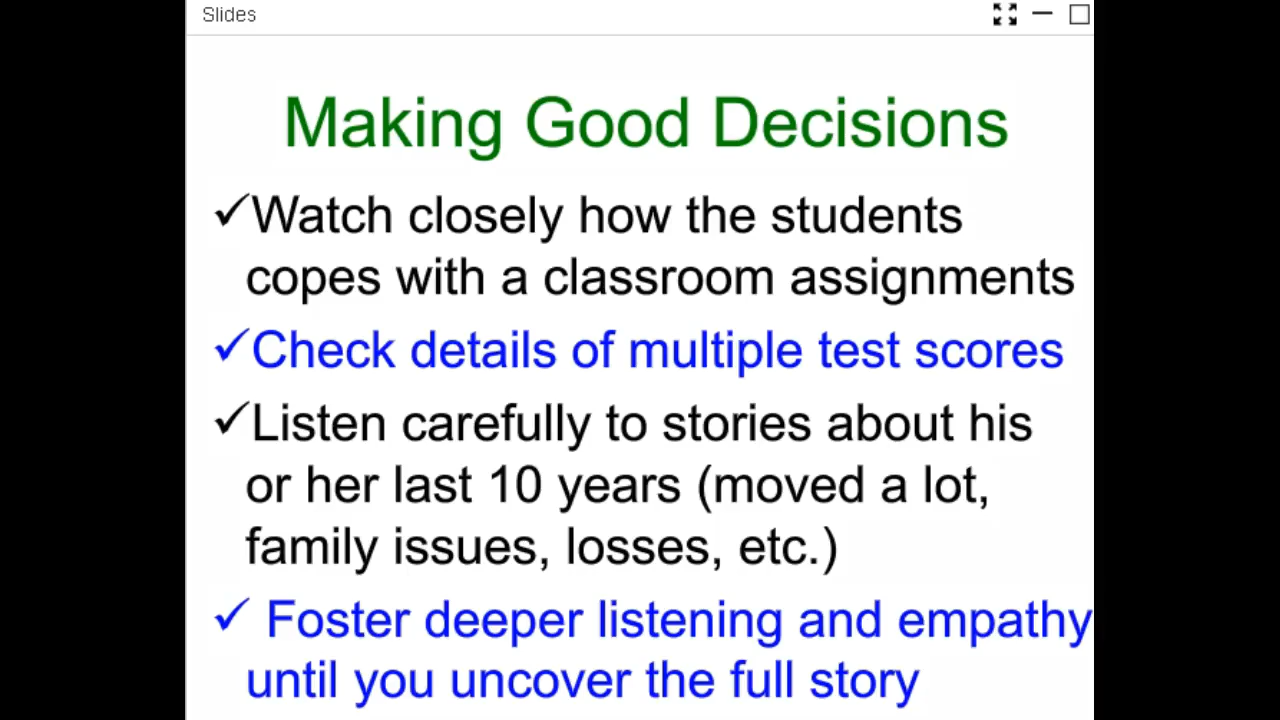 Slides
Making Good Decisions
✓Watch closely how the students
copes with a classroom assignments
✓Check details of multiple test scores
✓Listen carefully to stories about his
or her last 10 years (moved a lot,
family issues, losses, etc.)
✓ Foster deeper listening and empathy
until you uncover the full story